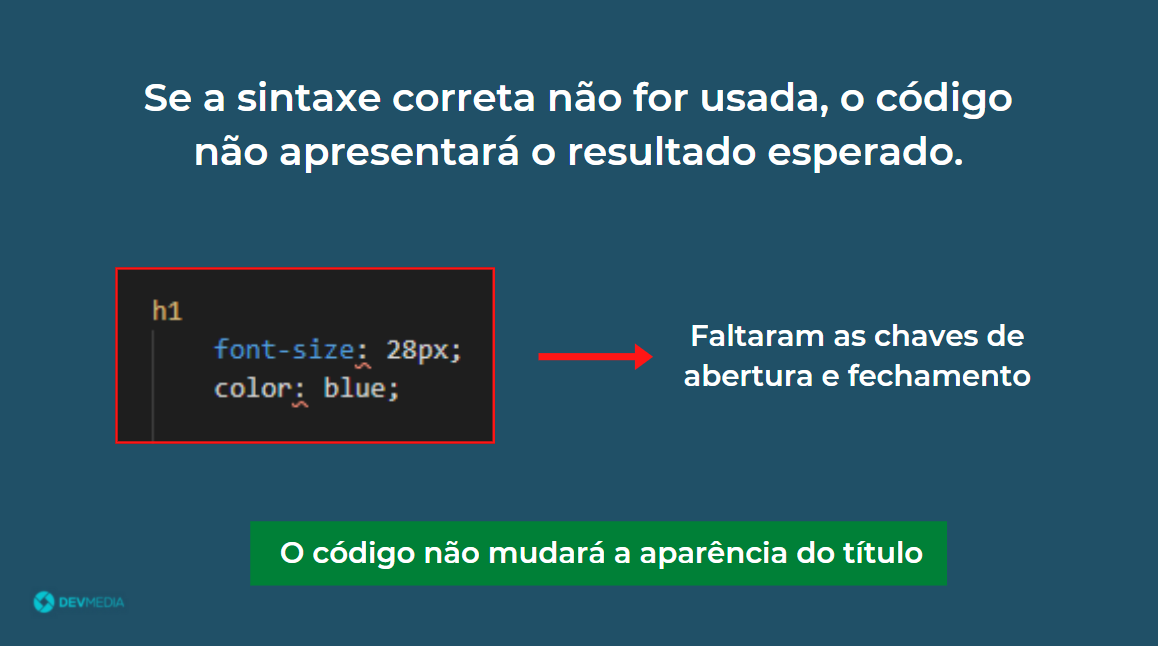 Se a sintaxe correta não for usada, o código
não apresentará o resultado esperado.
h1
font-size: 28px;
color: blue;
Faltaram as chaves de
abertura e fechamento
O código não mudará a aparência do título
DEVMEDIA